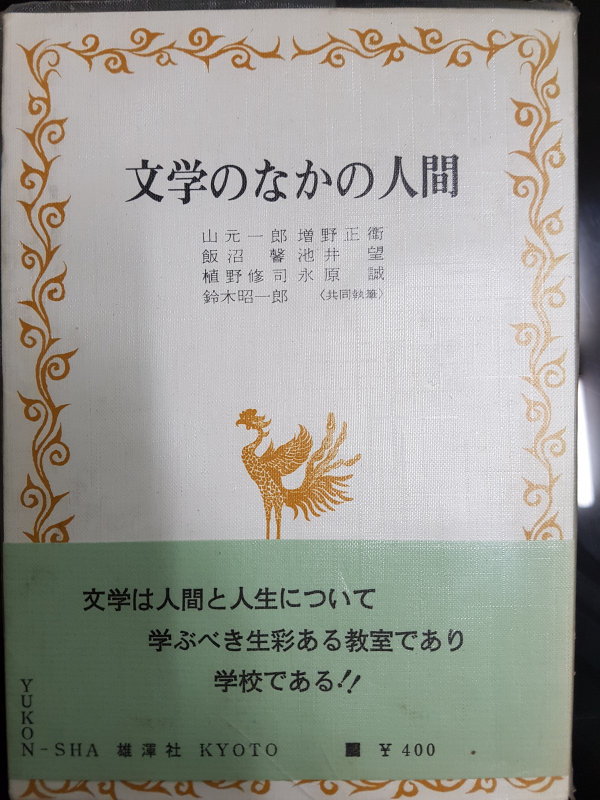 文学のなかの人間
山元一郎 増野正衛
飯沼 馨 池井 望
植野修司 永原 誠
鈴木昭一郎 〈共同執筆〉
文学は人間と人生について
学ぶべき生彩ある教室であり
学校である!!
YUKON-SHA 雄渾社 KYOTO ¥400